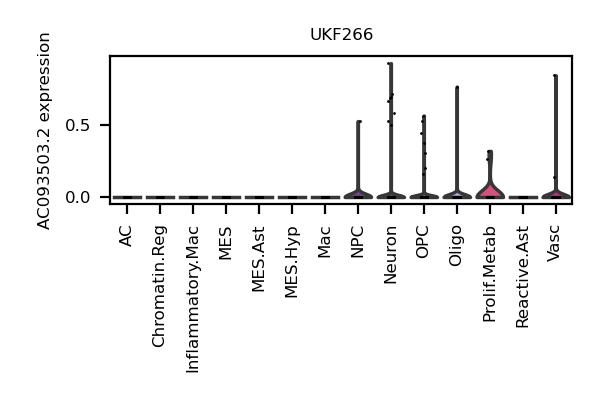 UKF266
AC093503.2 expression
0.5
0.0
AC
Chromatin.Reg
Inflammatory.Mac
MES
MES.Ast
MES.Hyp
Mac
NPC
Neuron
OPC
Oligo
Prolif.Metab
Reactive.Ast
Vasc